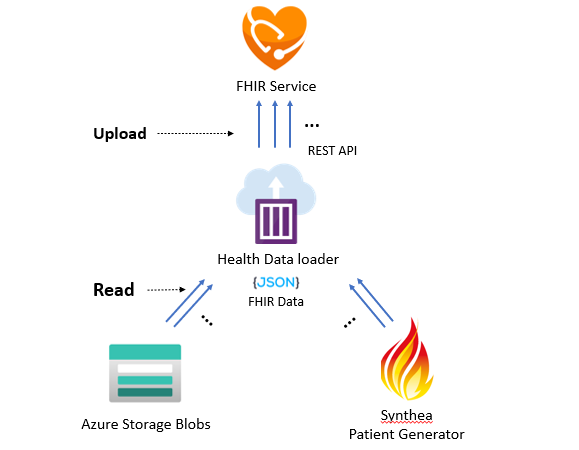 FHIR Service
...
Upload
REST API
Health Data loader
{JSON}
Read
FHIR Data
...
...
Azure Storage Blobs
Synthea
Patient Generator